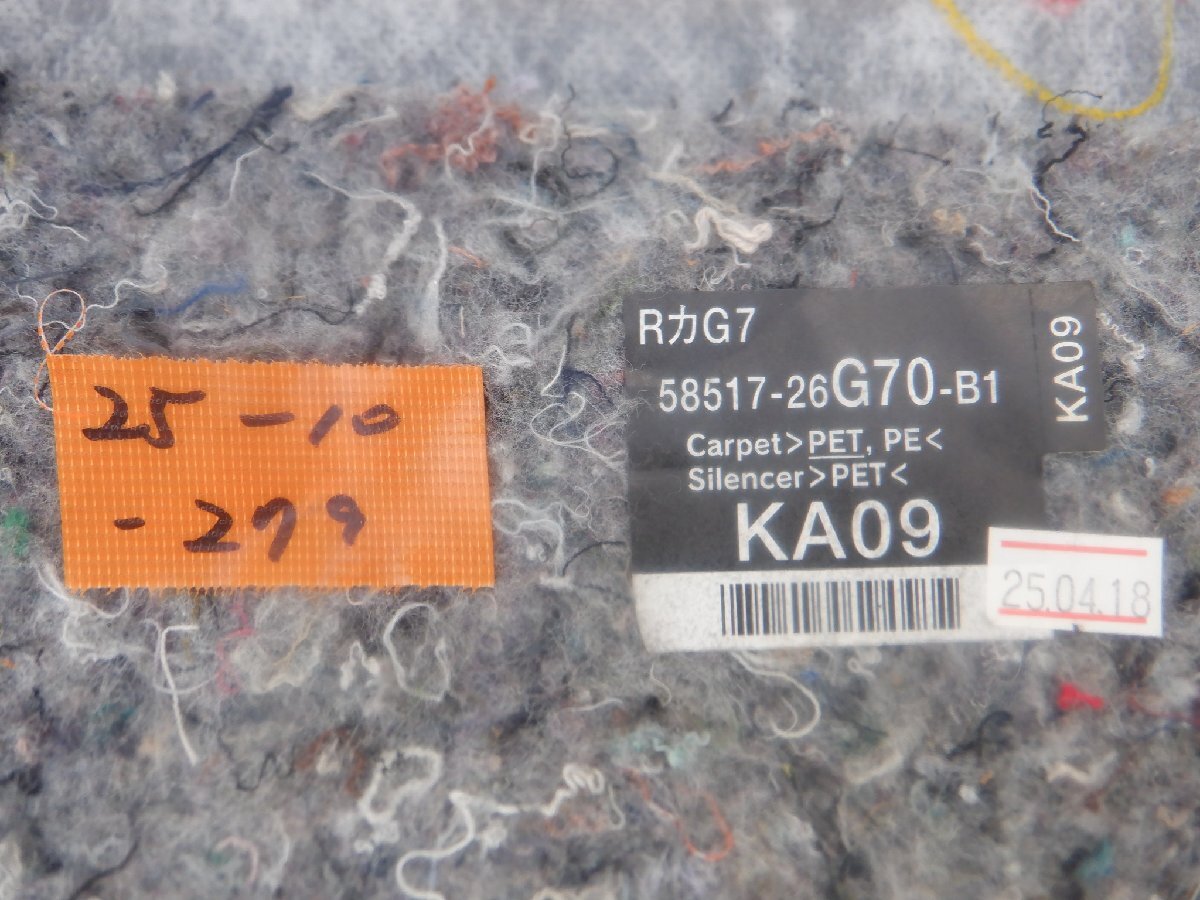 25-10
-279
RカG7
58517-26G70-B1
Carpet>PET, PE<
Silencer>PET<
KA09
KA09
25.04.18